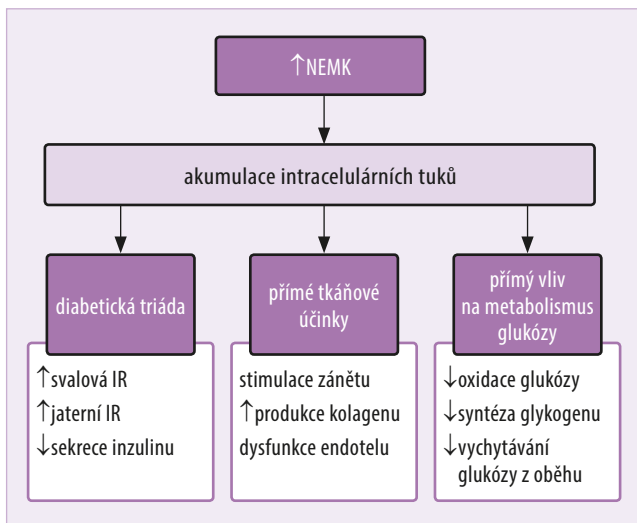 ↑NEMK
akumulace intracelulárních tuků
diabetická triáda
↑svalová IR
↑jaterní IR
↓sekrece inzulinu
přímé tkáňové
účinky
stimulace zánětu
↑produkce kolagenu
dysfunkce endotelu
přímý vliv
na metabolismus
glukózy
↓oxidace glukózy
↓syntéza glykogenu
↓vychytávání
glukózy z oběhu